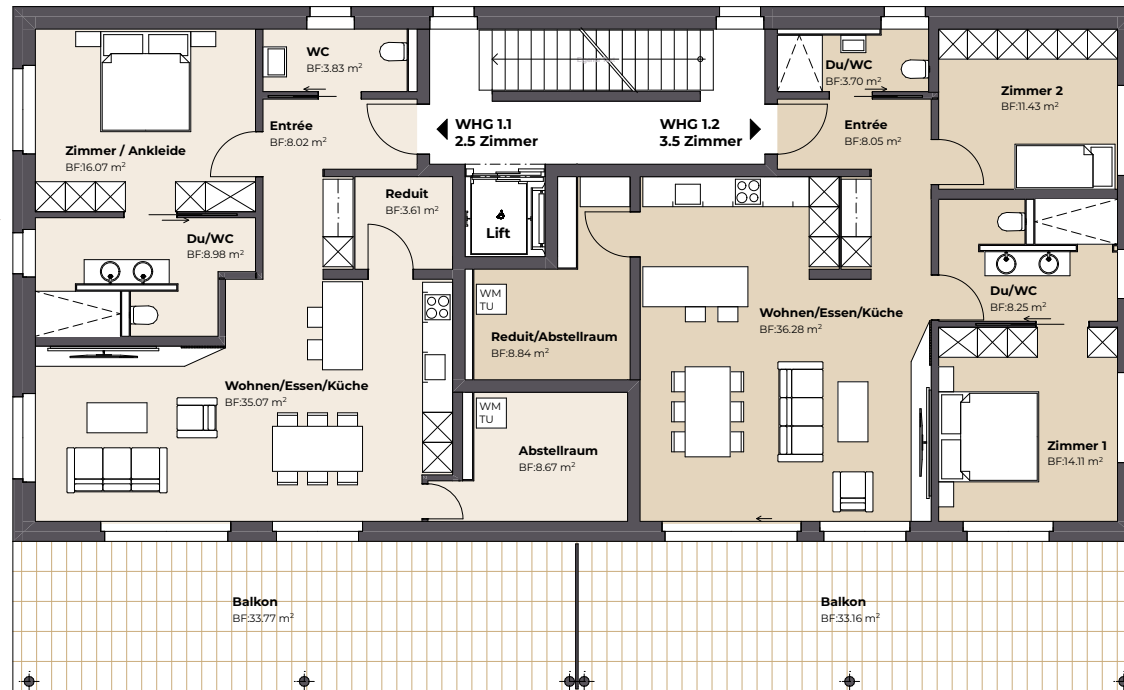 WC
BF:3.83 m²
Du/WC
BF:3.70 m²
Zimmer 2
BF:11.43 m²
Entrée
BF:8.02 m²
WHG 1.1
2.5 Zimmer
WHG 1.2
3.5 Zimmer
Entrée
BF:8.05 m²
Zimmer / Ankleide
BF:16.07 m²
Reduit
BF:3.61 m²
Lift
Du/WC
BF:8.98 m²
WM
TU
Reduit/Abstellraum
BF:8.84 m²
Wohnen/Essen/Küche
BF:36.28 m²
Du/WC
BF:8.25 m²
Wohnen/Essen/Küche
BF:35.07 m²
WM
TU
Abstellraum
BF:8.67 m²
Zimmer 1
BF:14.11 m²
Balkon
BF:33.77 m²
Balkon
BF:33.16 m²